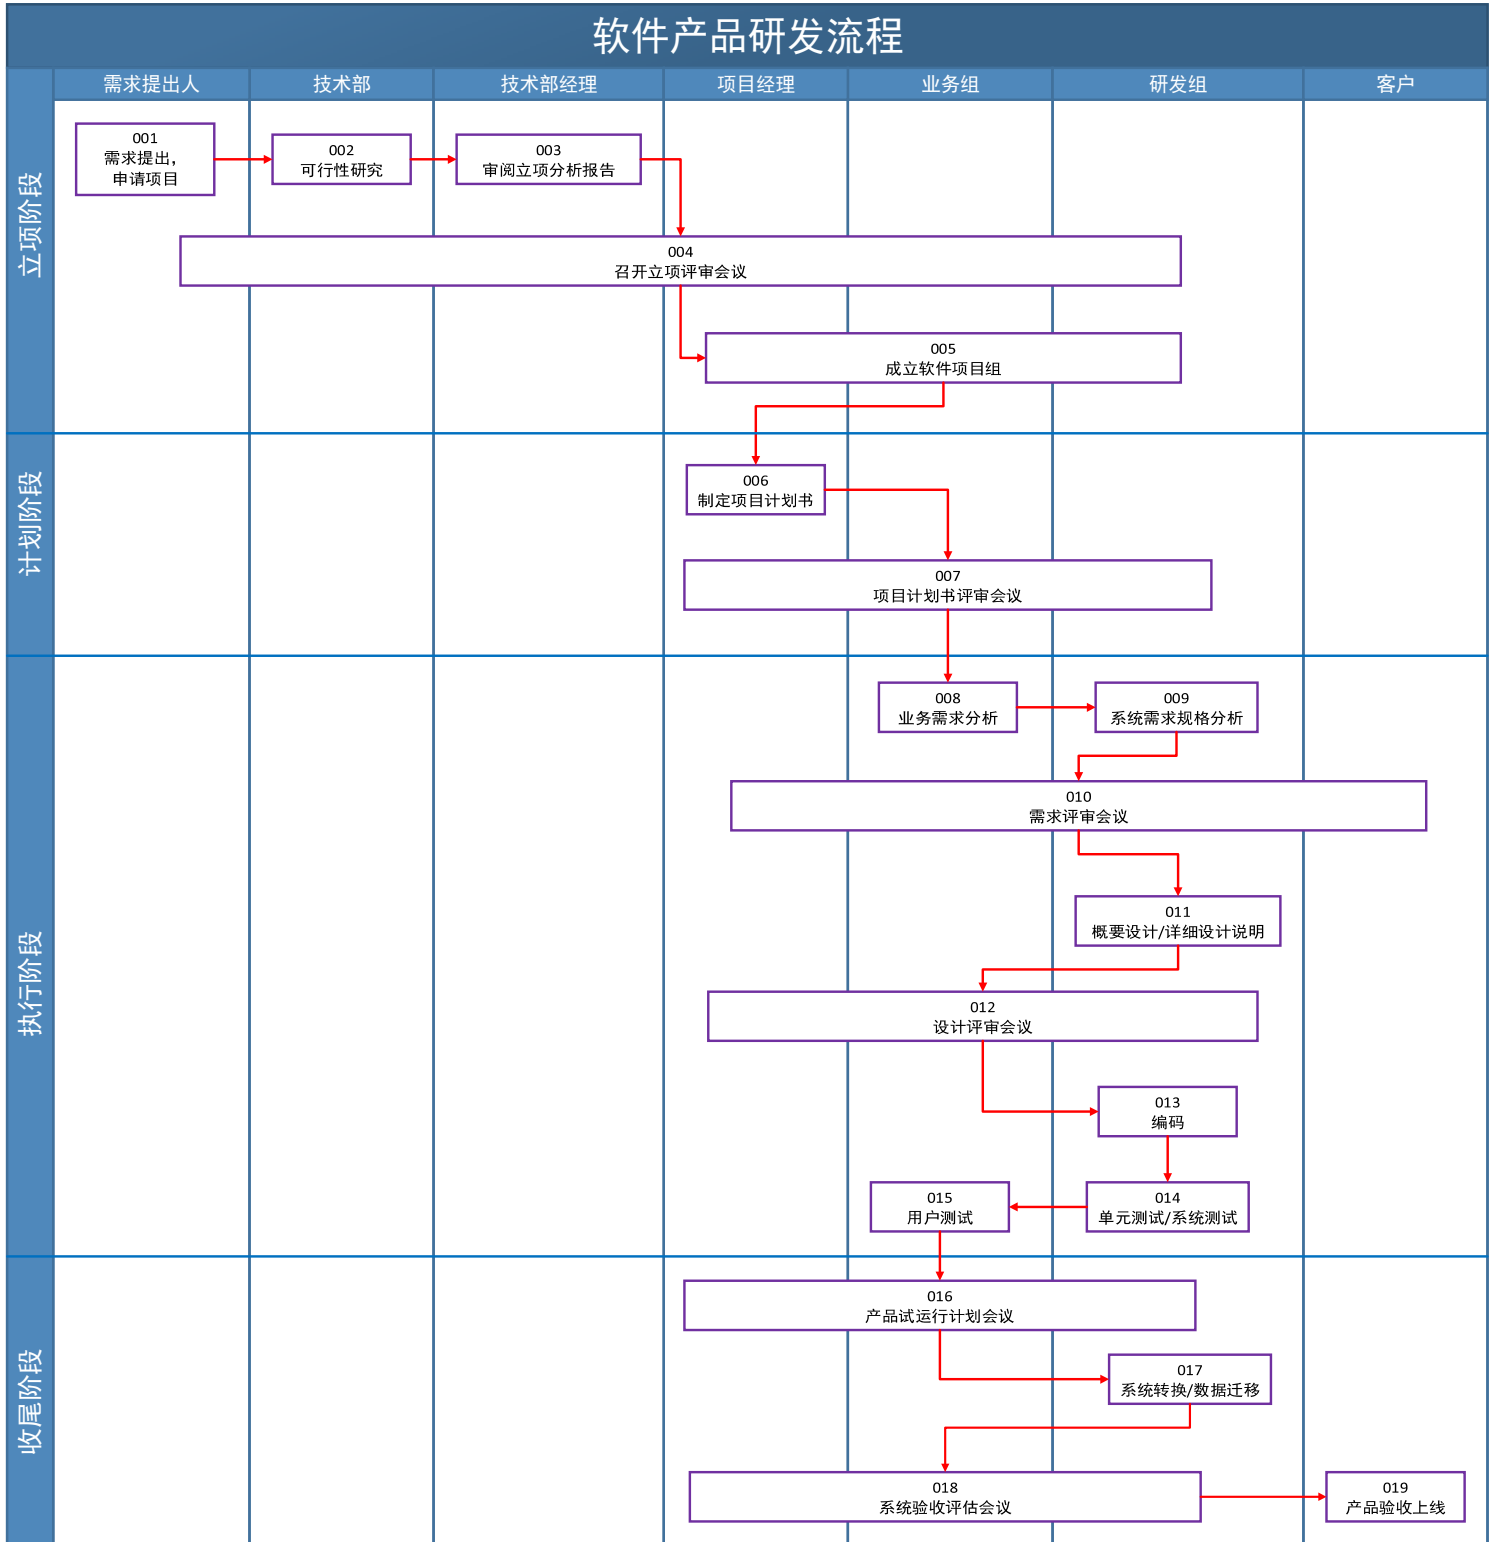 软件产品研发流程
需求提出人
技术部
技术部经理
项目经理
业务组
研发组
客户
立项阶段
001
需求提出，
申请项目
002
可行性研究
003
审阅立项分析报告
004
召开立项评审会议
005
成立软件项目组
计划阶段
006
制定项目计划书
007
项目计划书评审会议
执行阶段
008
业务需求分析
009
系统需求规格分析
010
需求评审会议
011
概要设计/详细设计说明
012
设计评审会议
013
编码
014
单元测试/系统测试
015
用户测试
收尾阶段
016
产品试运行计划会议
017
系统转换/数据迁移
018
系统验收评估会议
019
产品验收上线